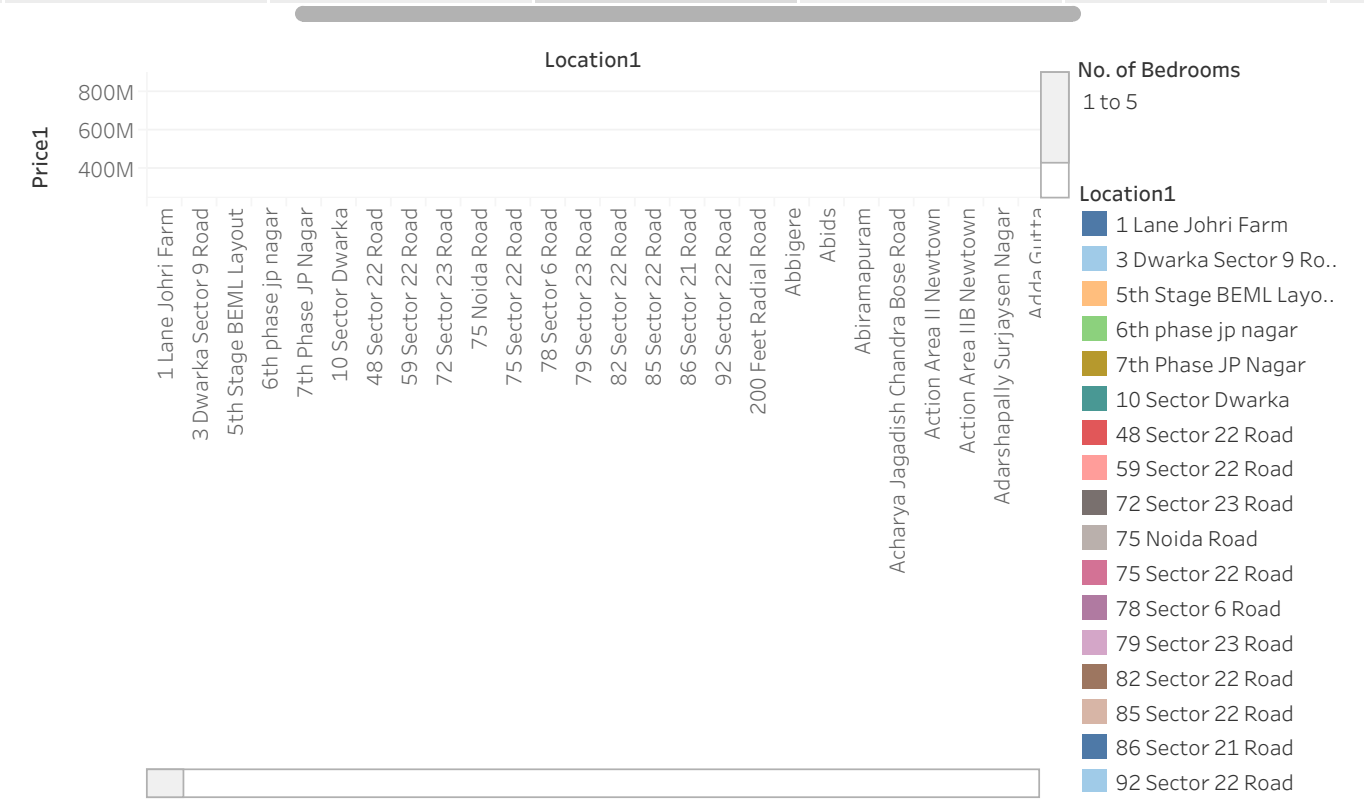 Location1
Price1
800M
600M
400M
1 Lane Johri Farm
3 Dwarka Sector 9 Road
5th Stage BEML Layout
6th phase jp nagar
7th Phase JP Nagar
10 Sector Dwarka
48 Sector 22 Road
59 Sector 22 Road
72 Sector 23 Road
75 Noida Road
75 Sector 22 Road
78 Sector 6 Road
79 Sector 23 Road
82 Sector 22 Road
85 Sector 22 Road
86 Sector 21 Road
92 Sector 22 Road
200 Feet Radial Road
Abbigere
Abids
Abiramapuram
Acharya Jagadish Chandra Bose Road
Action Area II Newtown
Action Area IIB Newtown
Adarshapally Surjaysen Nagar
Adda Gutta
No. of Bedrooms
1 to 5
Location1
1 Lane Johri Farm
3 Dwarka Sector 9 Ro..
5th Stage BEML Layo..
6th phase jp nagar
7th Phase JP Nagar
10 Sector Dwarka
48 Sector 22 Road
59 Sector 22 Road
72 Sector 23 Road
75 Noida Road
75 Sector 22 Road
78 Sector 6 Road
79 Sector 23 Road
82 Sector 22 Road
85 Sector 22 Road
86 Sector 21 Road
92 Sector 22 Road